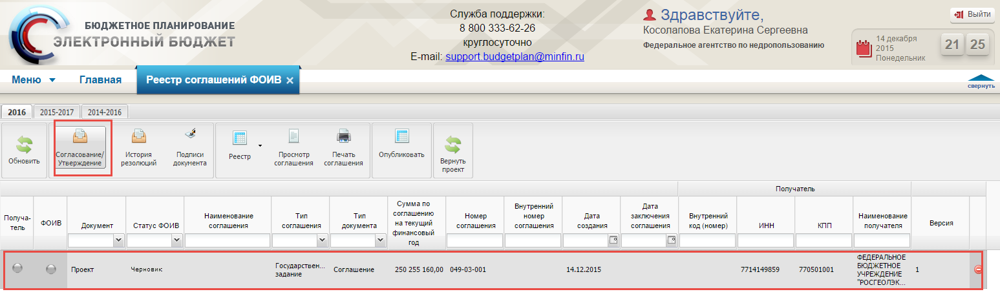 БЮДЖЕТНОЕ ПЛАНИРОВАНИЕ
ЭЛЕКТРОННЫЙ БЮДЖЕТ
Служба поддержки:
8 800 333-62-26
круглосуточно
E-mail: support.budgetplan@minfin.ru
Здравствуйте,
Косолапова Екатерина Сергеевна
Федеральное агентство по недропользованию
Выйти
14 декабря
2015
Понедельник
21 25
Меню Главная Реестр соглашений ФОИВ
свернуть
2016 2015-2017 2014-2016
Обновить
Согласование/
Утверждение
История
резолюций
Подписи
документа
Реестр
Просмотр
соглашения
Печать
соглашения
Опубликовать
Вернуть
проект
Получатель
Получа-
тель
ФОИВ
Документ
Статус ФОИВ
Наименование
соглашения
Тип
соглашения
Тип
документа
Сумма по
соглашению
на текущий
финансовый
год
Номер
соглашения
Внутренний
номер
соглашения
Дата
создания
Дата
заключения
соглашения
Внутренний
код (номер)
ИНН
КПП
Наименование
получателя
Версия
Проект
Черновик
Государствен...
задание
Соглашение
250 255 160,00
049-03-001
14.12.2015
7714149859
770501001
ФЕДЕРАЛЬНОЕ
БЮДЖЕТНОЕ
УЧРЕЖДЕНИЕ
"РОСГЕОЛЭК...
1